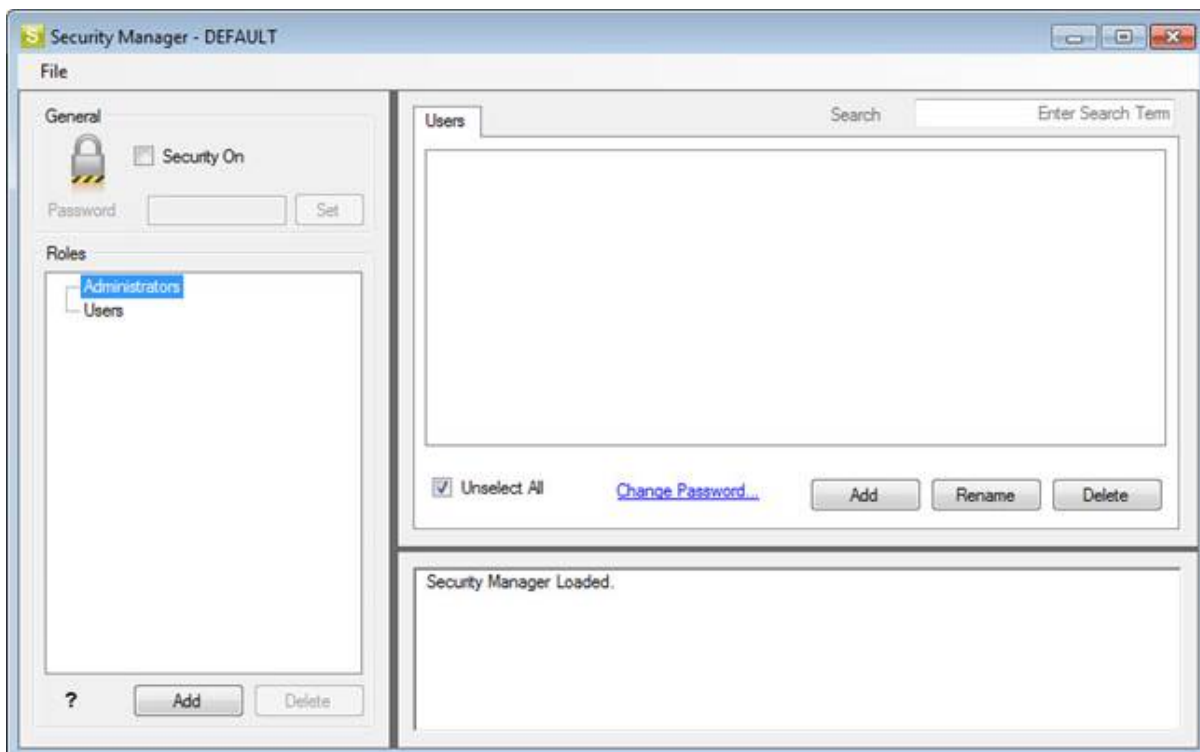 Security Manager - DEFAULT
File
General
Security On
Password
Set
Roles
Administrators
Users
?
Add
Delete
Users
Search
Enter Search Term
Unselect All
Change Password...
Add
Rename
Delete
Security Manager Loaded.